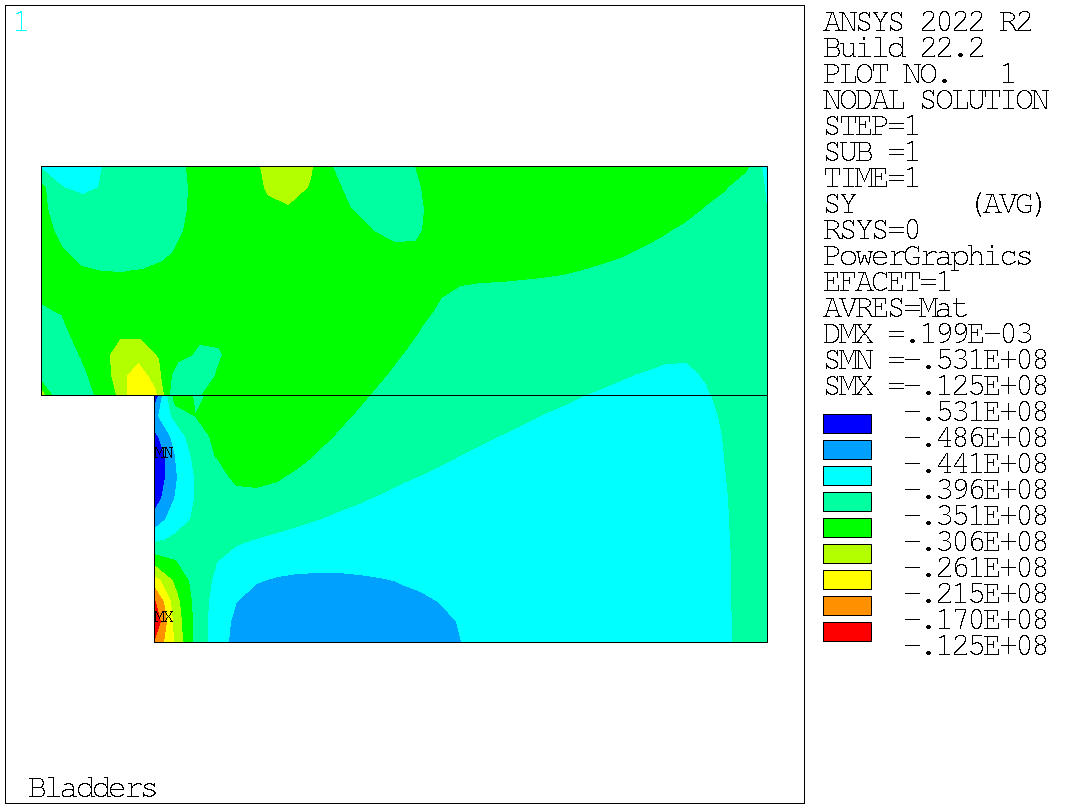 1
ANSYS 2022 R2
Build 22.2
PLOT NO. 1
NODAL SOLUTION
STEP=1
SUB =1
TIME=1
SY (AVG)
RSYS=0
PowerGraphics
EFACET=1
AVRES=Mat
DMX =.199E-03
SMN =-.531E+08
SMX =-.125E+08
-.531E+08
-.486E+08
-.441E+08
-.396E+08
-.351E+08
-.306E+08
-.261E+08
-.215E+08
-.170E+08
-.125E+08
MN
MX
Bladders